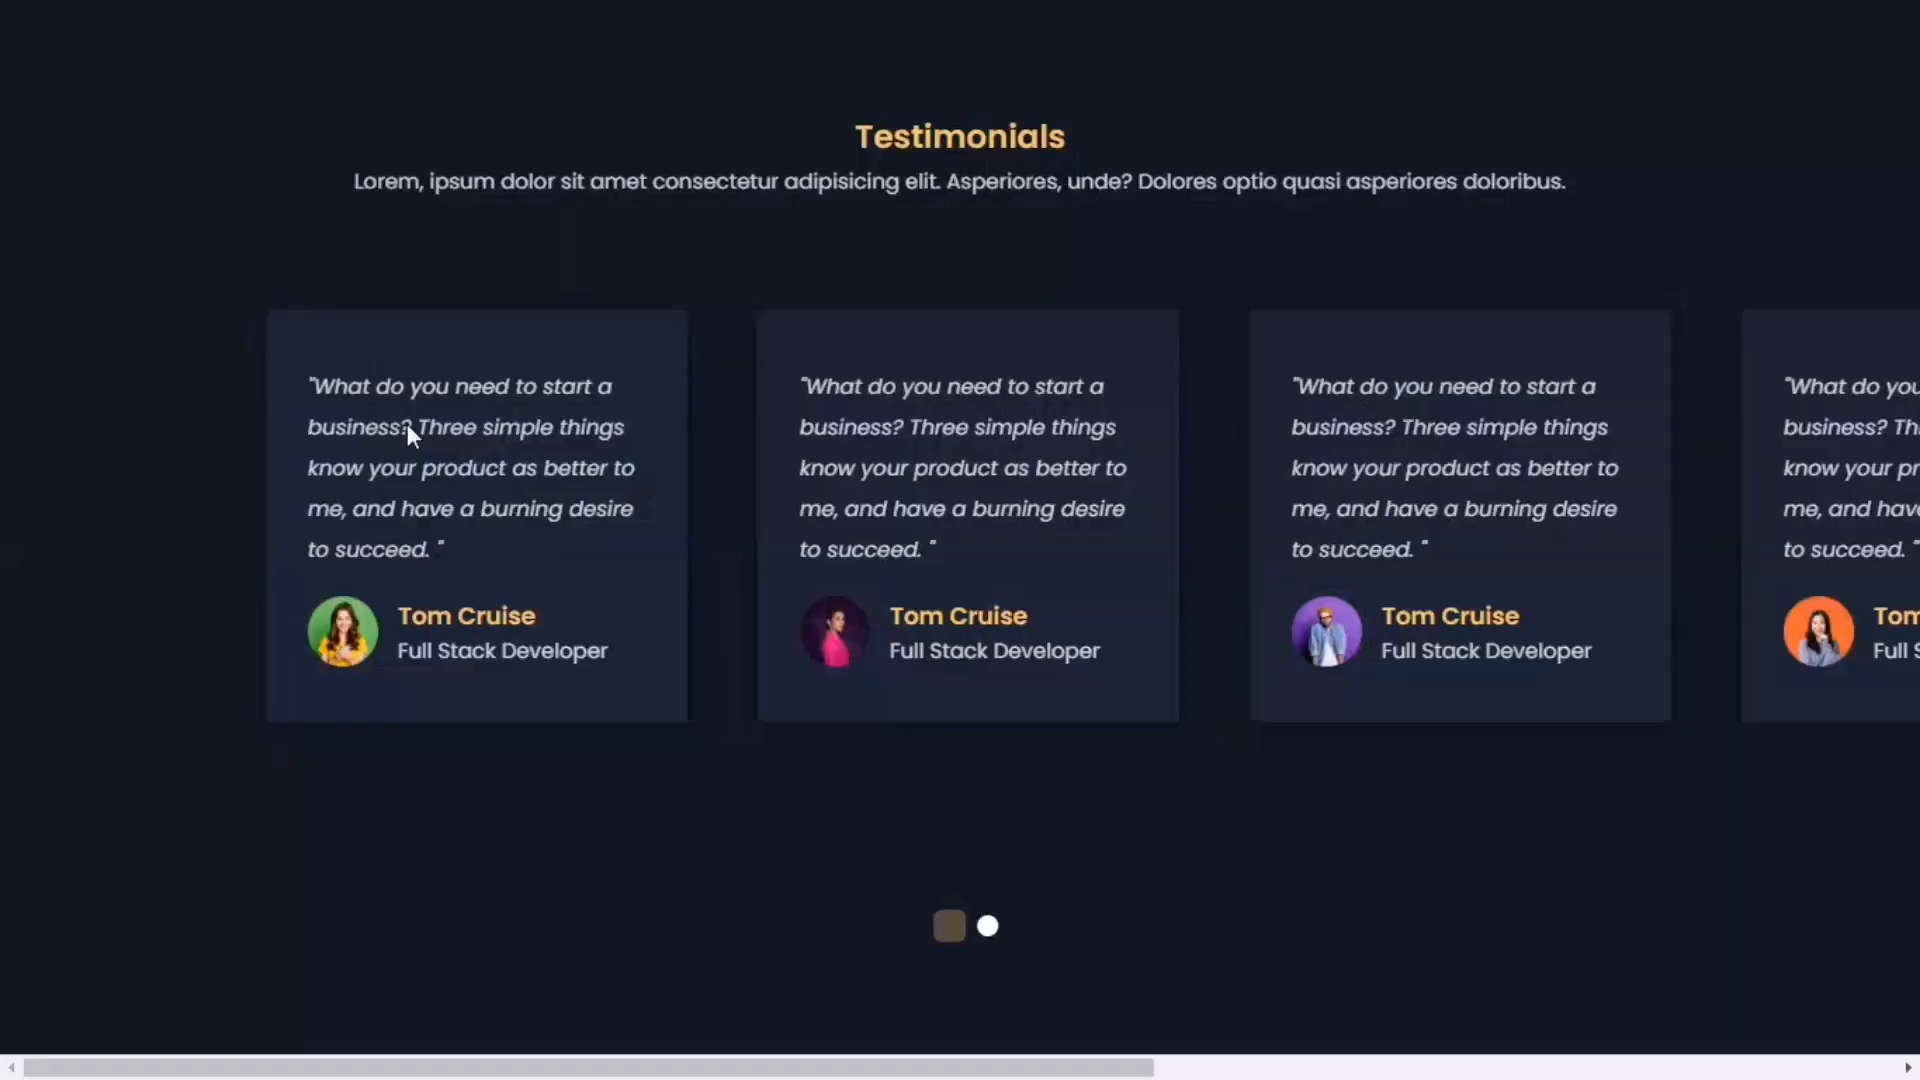 Testimonials
Lorem, ipsum dolor sit amet consectetur adipisicing elit. Asperiores, unde? Dolores optio quasi asperiores doloribus.
"What do you need to start a
business? Three simple things
know your product as better to
me, and have a burning desire
to succeed. "
Tom Cruise
Full Stack Developer
"What do you need to start a
business? Three simple things
know your product as better to
me, and have a burning desire
to succeed. "
Tom Cruise
Full Stack Developer
"What do you need to start a
business? Three simple things
know your product as better to
me, and have a burning desire
to succeed. "
Tom Cruise
Full Stack Developer
"What do you
know your
me, and
to succeed. "
Tom
Full